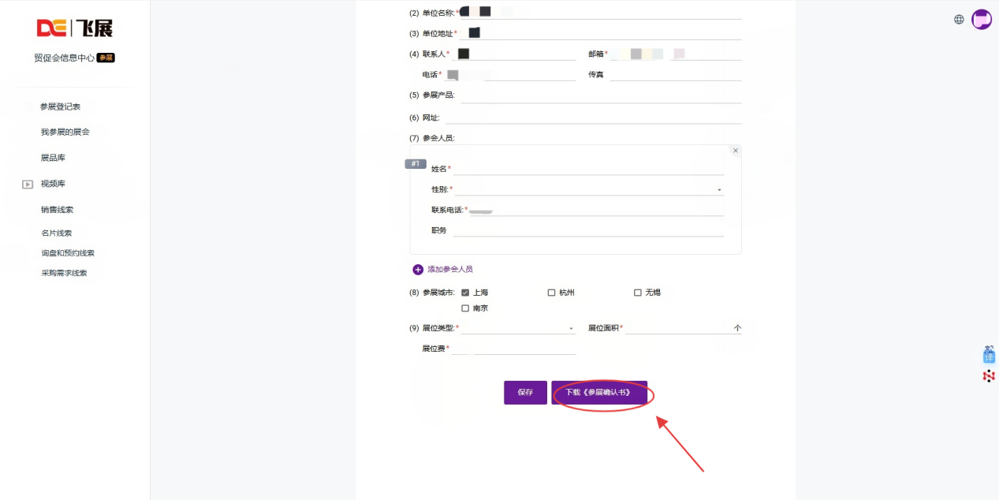 DE|飞展
贸促会信息中心 参展
参展登记表
我参展的展会
展品库
视频库
销售线索
名片线索
询盘和预约线索
采购需求线索
(2) 单位名称:*
(3) 单位地址*
(4) 联系人* 邮箱*
电话* 传真
(5) 参展产品:
(6) 网址:
(7) 参会人员:
#1
姓名*
性别:*
联系电话:*
职务
添加参会人员
(8) 参展城市: 上海 杭州 无锡
南京
(9) 展位类型:* 展位面积* 个
展位费*
保存 下载《参展确认书》
译